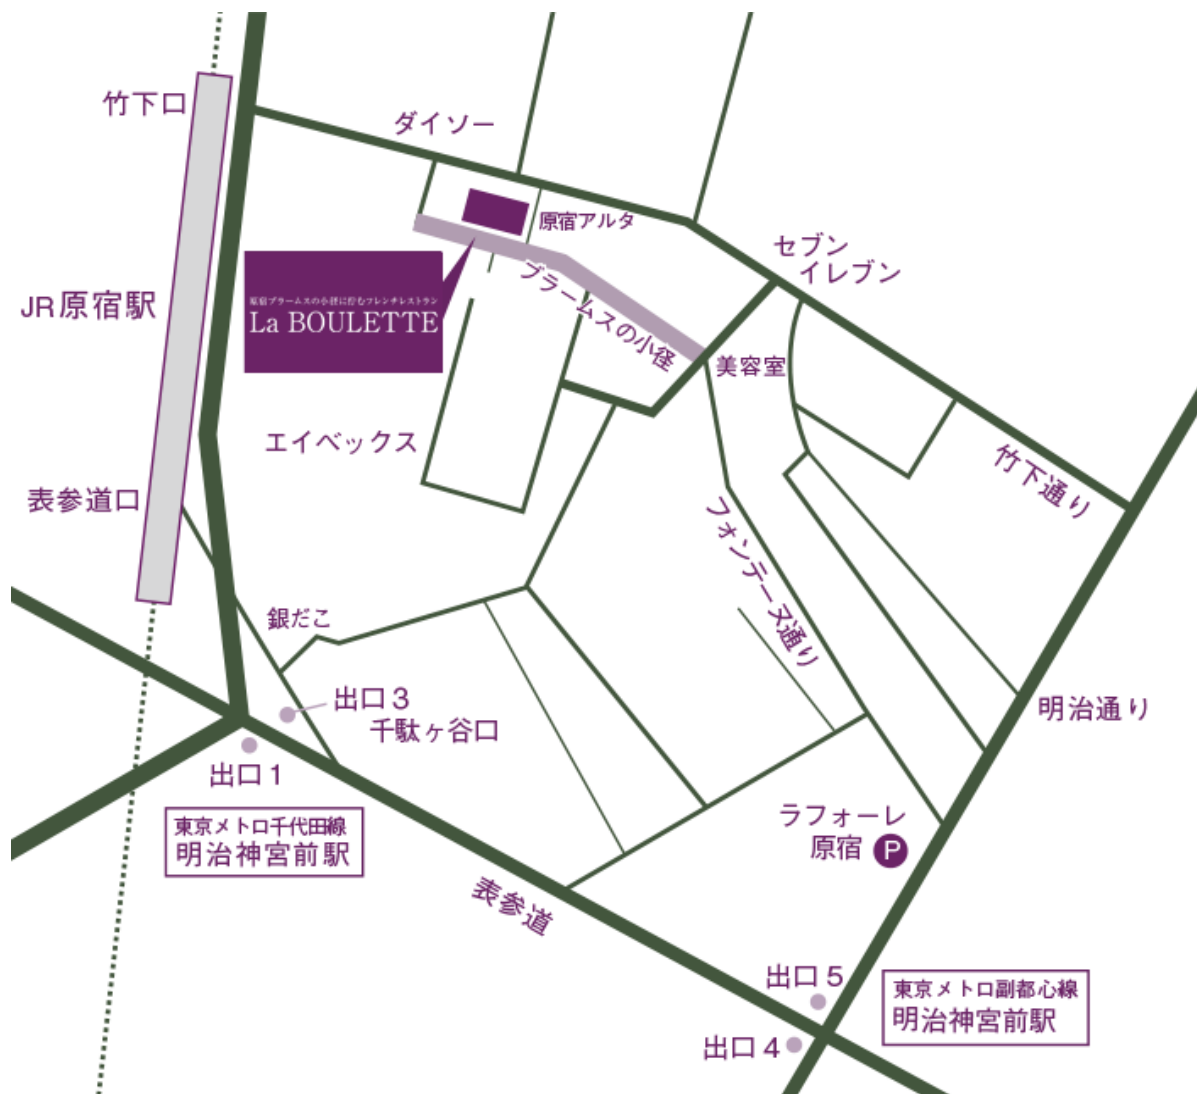 竹下口
ダイソー
原宿アルタ
セブン
イレブン
ブラームスの小径
原宿ブラームスの小径に佇むフレンチレストラン
La BOULETTE
JR原宿駅
美容室
エイベックス
竹下通り
表参道口
フォンテーヌ通り
銀だこ
出口3
千駄ヶ谷口
明治通り
出口1
東京メトロ千代田線
明治神宮前駅
ラフォーレ
原宿 P
表参道
出口5
東京メトロ副都心線
明治神宮前駅
出口4